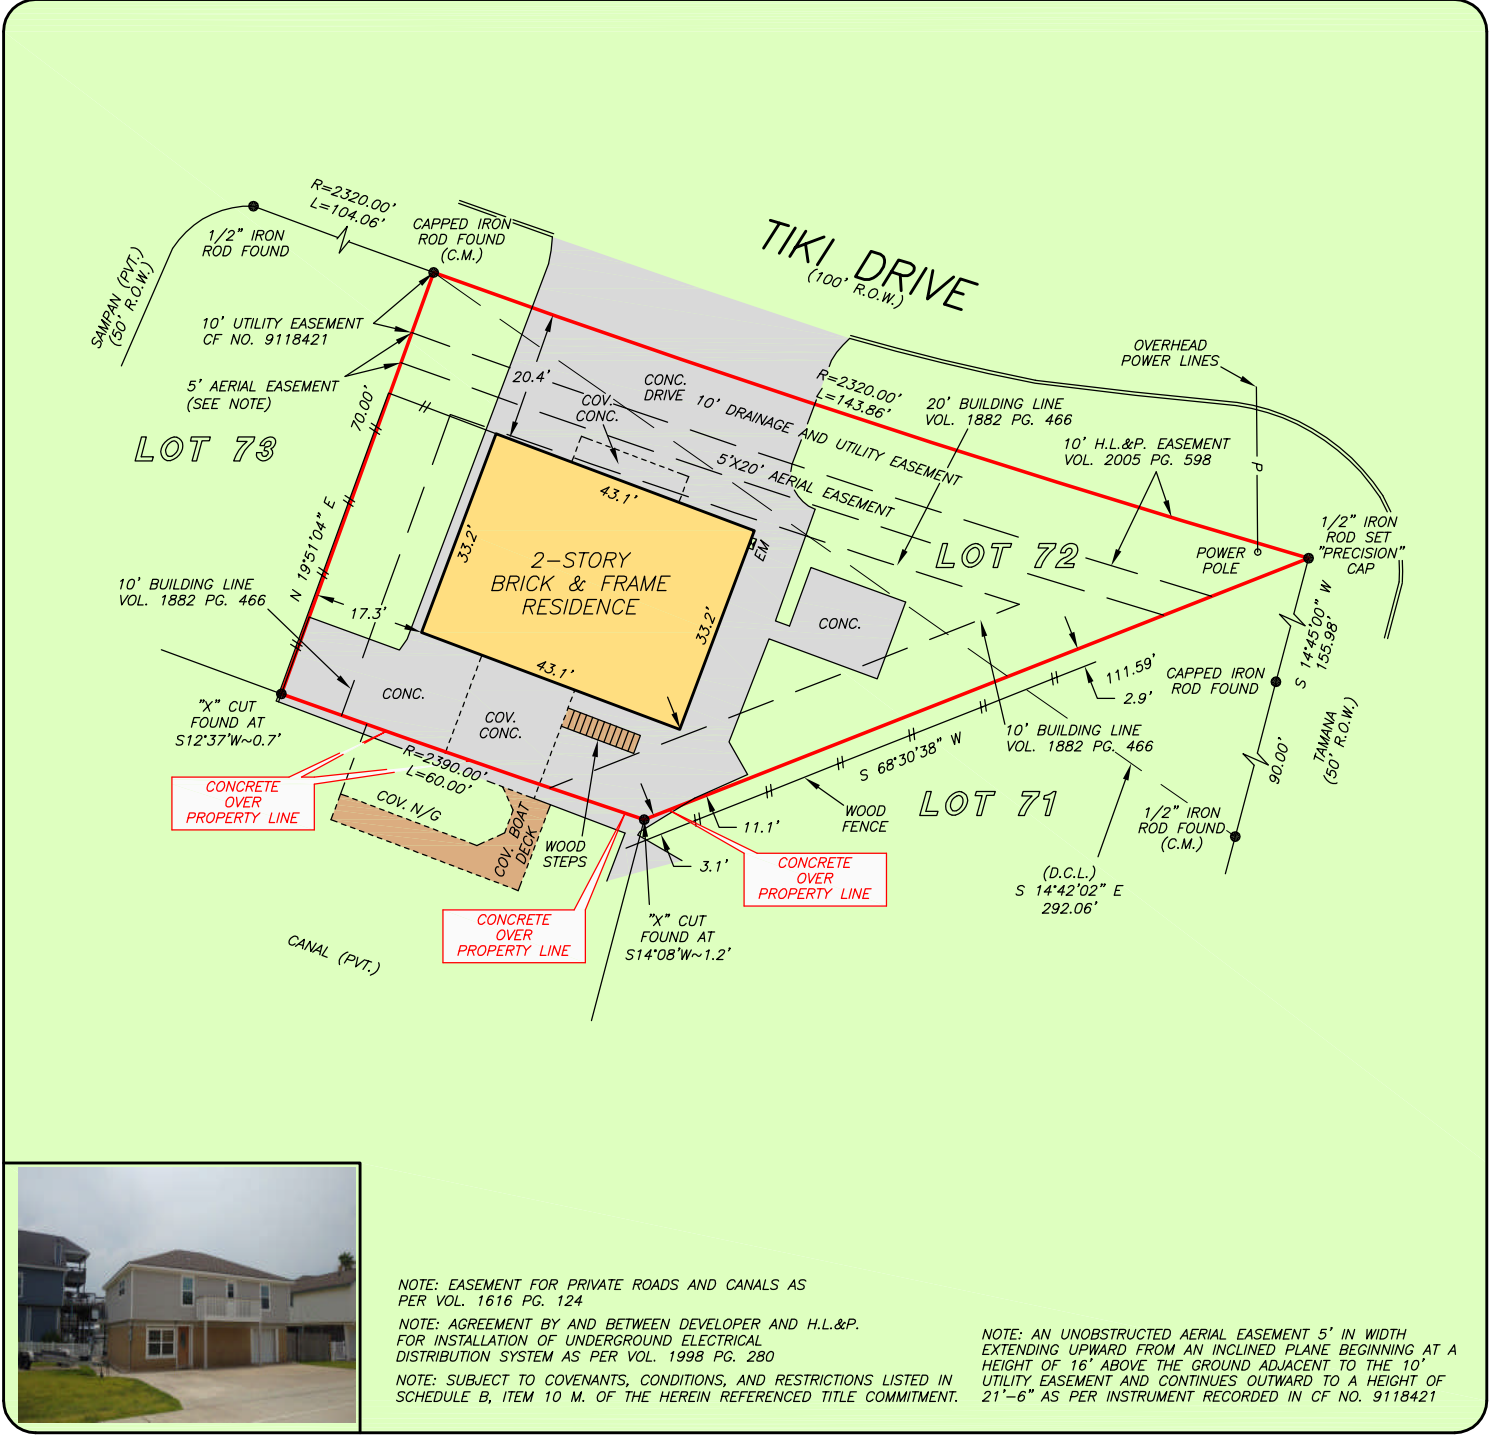 TIKI DRIVE
(100' R.O.W.)
R=2320.00'
L=104.06'
1/2" IRON
ROD FOUND
CAPPED IRON
ROD FOUND
(C.M.)
SAMPAN (PVT.)
(50' R.O.W.)
10' UTILITY EASEMENT
CF NO. 9118421
5' AERIAL EASEMENT
(SEE NOTE)
70.00'
LOT 73
N 19°51'04" E
20.4'
CONC.
DRIVE
COV.
CONC.
10' DRAINAGE AND UTILITY EASEMENT
5'X20' AERIAL EASEMENT
R=2320.00'
L=143.86'
OVERHEAD
POWER LINES
20' BUILDING LINE
VOL. 1882 PG. 466
10' H.L.&P. EASEMENT
VOL. 2005 PG. 598
P
1/2" IRON
ROD SET
"PRECISION"
CAP
POWER
POLE
LOT 72
43.1'
33.2'
EM
2-STORY
BRICK & FRAME
RESIDENCE
33.2'
43.1'
17.3'
10' BUILDING LINE
VOL. 1882 PG. 466
CONC.
CONC.
COV.
CONC.
"X" CUT
FOUND AT
S12°37'W~0.7'
R=2390.00'
L=60.00'
CONCRETE
OVER
PROPERTY LINE
COV. N/G
COV. BOAT
DECK
WOOD
STEPS
CONCRETE
OVER
PROPERTY LINE
"X" CUT
FOUND AT
S14°08'W~1.2'
CONCRETE
OVER
PROPERTY LINE
11.1'
3.1'
WOOD
FENCE
S 68°30'38" W
111.59'
2.9'
10' BUILDING LINE
VOL. 1882 PG. 466
LOT 71
CAPPED IRON
ROD FOUND
S 14°45'00" W
155.98'
TAMANA
(50' R.O.W.)
90.00'
1/2" IRON
ROD FOUND
(C.M.)
(D.C.L.)
S 14°42'02" E
292.06'
CANAL (PVT.)
NOTE: EASEMENT FOR PRIVATE ROADS AND CANALS AS
PER VOL. 1616 PG. 124
NOTE: AGREEMENT BY AND BETWEEN DEVELOPER AND H.L.&P.
FOR INSTALLATION OF UNDERGROUND ELECTRICAL
DISTRIBUTION SYSTEM AS PER VOL. 1998 PG. 280
NOTE: SUBJECT TO COVENANTS, CONDITIONS, AND RESTRICTIONS LISTED IN
SCHEDULE B, ITEM 10 M. OF THE HEREIN REFERENCED TITLE COMMITMENT.
NOTE: AN UNOBSTRUCTED AERIAL EASEMENT 5' IN WIDTH
EXTENDING UPWARD FROM AN INCLINED PLANE BEGINNING AT A
HEIGHT OF 16' ABOVE THE GROUND ADJACENT TO THE 10'
UTILITY EASEMENT AND CONTINUES OUTWARD TO A HEIGHT OF
21'-6" AS PER INSTRUMENT RECORDED IN CF NO. 9118421